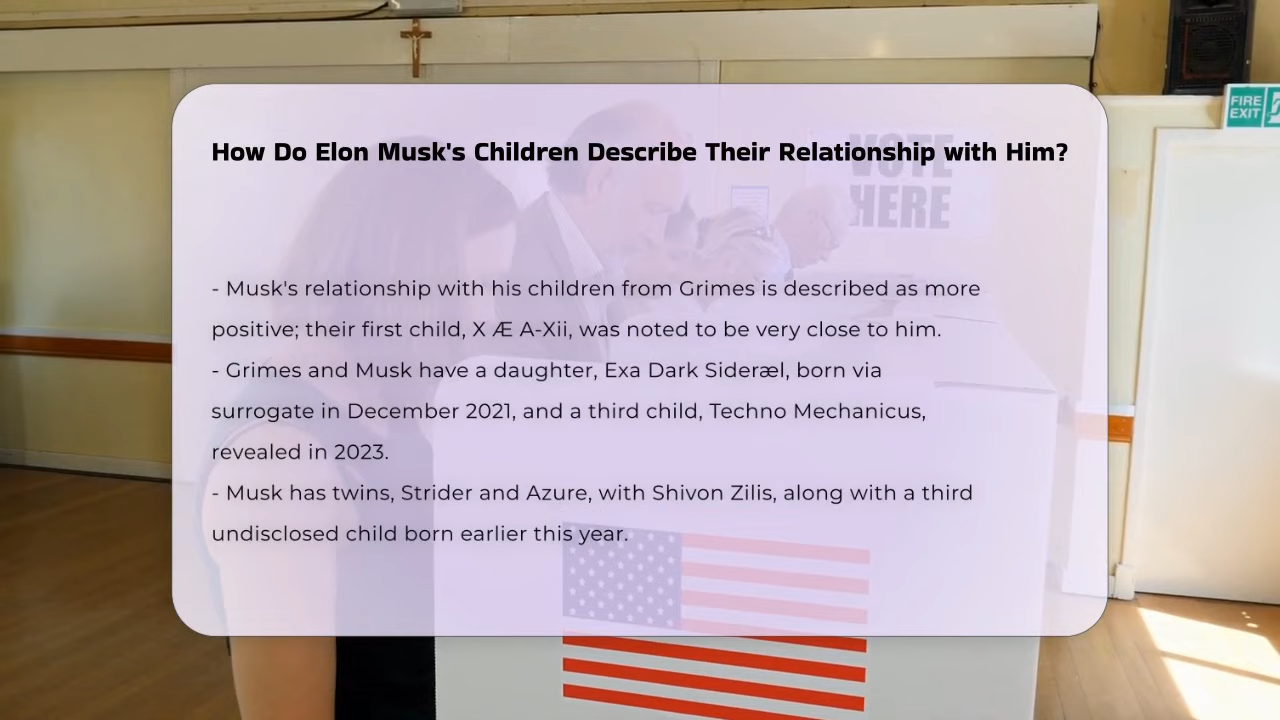 FIRE
EXIT
How Do Elon Musk's Children Describe Their Relationship with Him?
VOTE
HERE
- Musk's relationship with his children from Grimes is described as more
positive; their first child, X Æ A-Xii, was noted to be very close to him.
- Grimes and Musk have a daughter, Exa Dark Sideræl, born via
surrogate in December 2021, and a third child, Techno Mechanicus,
revealed in 2023.
- Musk has twins, Strider and Azure, with Shivon Zilis, along with a third
undisclosed child born earlier this year.